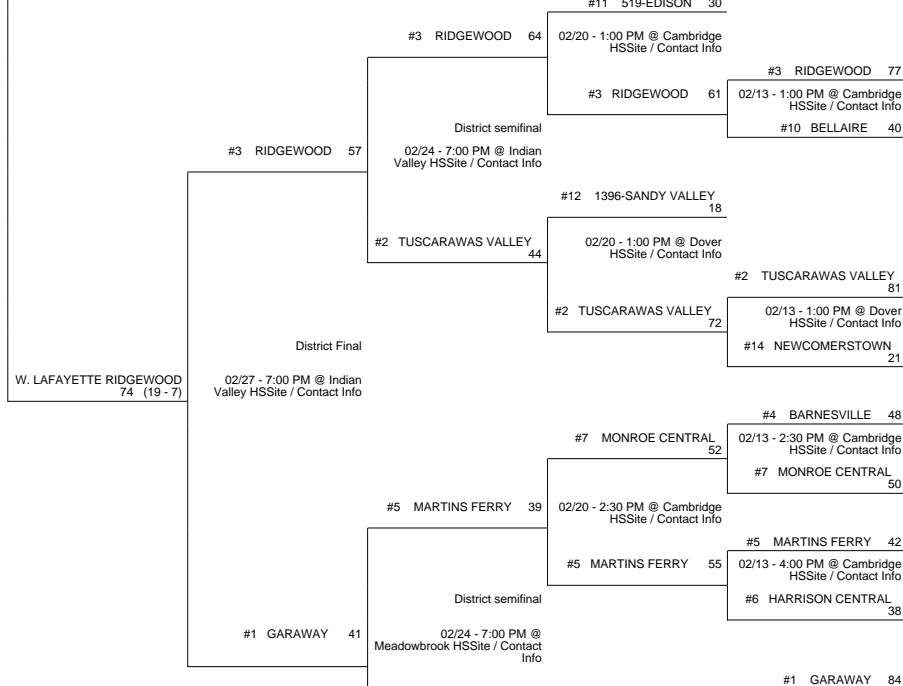 #11 519-EDISON 30
#3 RIDGEWOOD 64
02/20 - 1:00 PM @ Cambridge
HSSite / Contact Info
#3 RIDGEWOOD 77
#3 RIDGEWOOD 61
02/13 - 1:00 PM @ Cambridge
HSSite / Contact Info
District semifinal
#10 BELLAIRE 40
#3 RIDGEWOOD 57
02/24 - 7:00 PM @ Indian
Valley HSSite / Contact Info
#12 1396-SANDY VALLEY
18
#2 TUSCARAWAS VALLEY
44
02/20 - 1:00 PM @ Dover
HSSite / Contact Info
#2 TUSCARAWAS VALLEY
81
#2 TUSCARAWAS VALLEY
72
02/13 - 1:00 PM @ Dover
HSSite / Contact Info
District Final
#14 NEWCOMERSTOWN
21
W. LAFAYETTE RIDGEWOOD
74 (19 - 7)
02/27 - 7:00 PM @ Indian
Valley HSSite / Contact Info
#4 BARNESVILLE 48
#7 MONROE CENTRAL
52
02/13 - 2:30 PM @ Cambridge
HSSite / Contact Info
#7 MONROE CENTRAL
50
#5 MARTINS FERRY 39
02/20 - 2:30 PM @ Cambridge
HSSite / Contact Info
#5 MARTINS FERRY 42
#5 MARTINS FERRY 55
02/13 - 4:00 PM @ Cambridge
HSSite / Contact Info
District semifinal
#6 HARRISON CENTRAL
38
#1 GARAWAY 41
02/24 - 7:00 PM @
Meadowbrook HSSite / Contact
Info
#1 GARAWAY 84